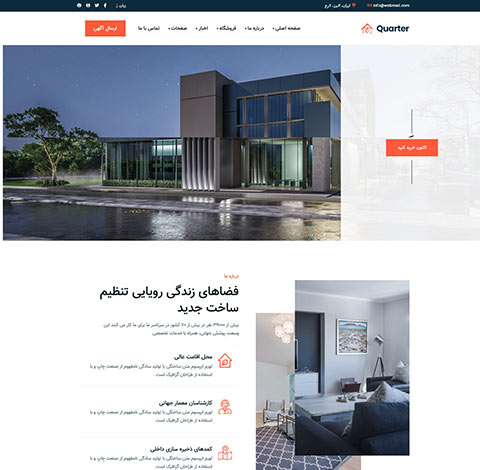 info@webmail.com
ایران، البرز، کرج
زبان
Quarter
صفحه اصلی
درباره ما
فروشگاه
اخبار
صفحات
تماس با ما
ارسال آگهی
اکنون خرید کنید
درباره ما
فضاهای زندگی رویایی تنظیم
ساخت جدید
بیش از ۳۹۰۰۰ نفر در بیش از ۷۰ کشور در سراسر ما برای ما کار می کنند این
وسعت پوشش جهانی، همراه با خدمات تخصصی
محل اقامت عالی
لورم ایپسوم متن ساختگی با تولید سادگی نامفهوم از صنعت چاپ و با
استفاده از طراحان گرافیک است.
کارشناسان معمار جهانی
لورم ایپسوم متن ساختگی با تولید سادگی نامفهوم از صنعت چاپ و با
استفاده از طراحان گرافیک است.
کمدهای ذخیره سازی داخلی
لورم ایپسوم متن ساختگی با تولید سادگی نامفهوم از صنعت چاپ و با